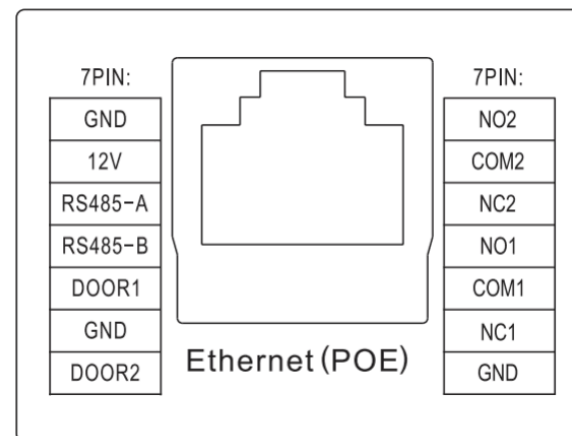 7PIN:
GND
12V
RS485-A
RS485-B
DOOR1
GND
DOOR2
Ethernet (POE)
7PIN:
NO2
COM2
NC2
NO1
COM1
NC1
GND